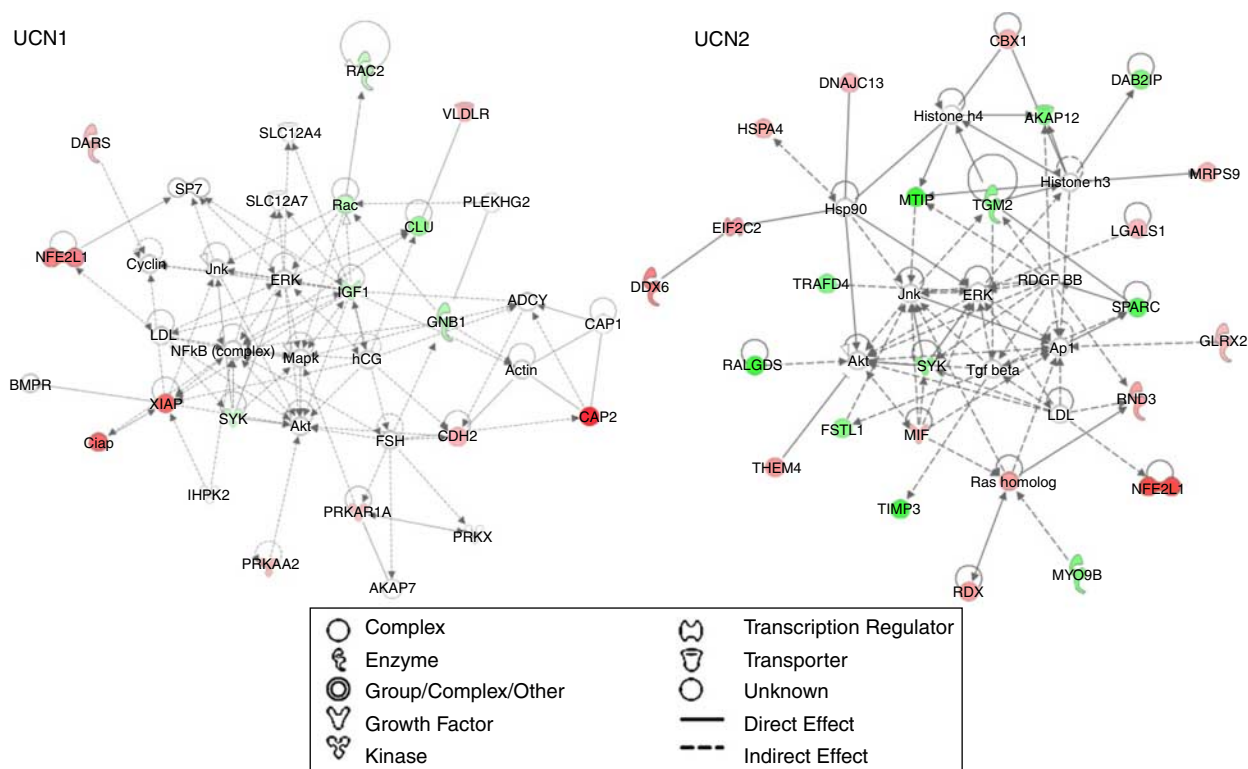 UCN1
RAC2
VLDLR
DARS
SLC12A4
SP7
SLC12A7
Rac
PLEKHG2
CLU
NFE2L1
Cyclin
Jnk
ERK
IGF1
ADCY
LDL
GNB1
CAP1
NFkB (complex)
Mapk
hCG
Actin
BMPR
XIAP
SYK
Akt
FSH
CDH2
CAP2
Ciap
IHPK2
PRKAR1A
PRKX
PRKAA2
AKAP7
UCN2
CBX1
DNAJC13
DAB2IP
HSPA4
Histone h4
AKAP12
MRPS9
Histone h3
Hsp90
MTIP
TGM2
EIF2C2
LGALS1
DDX6
TRAFD4
Jnk
ERK
RDGF BB
SPARC
GLRX2
RALGDS
Akt
SYK
Tgf beta
Ap1
RND3
FSTL1
MIF
LDL
THEM4
Ras homolog
NFE2L1
TIMP3
MYO9B
RDX
Complex
Enzyme
Group/Complex/Other
Growth Factor
Kinase
Transcription Regulator
Transporter
Unknown
Direct Effect
Indirect Effect